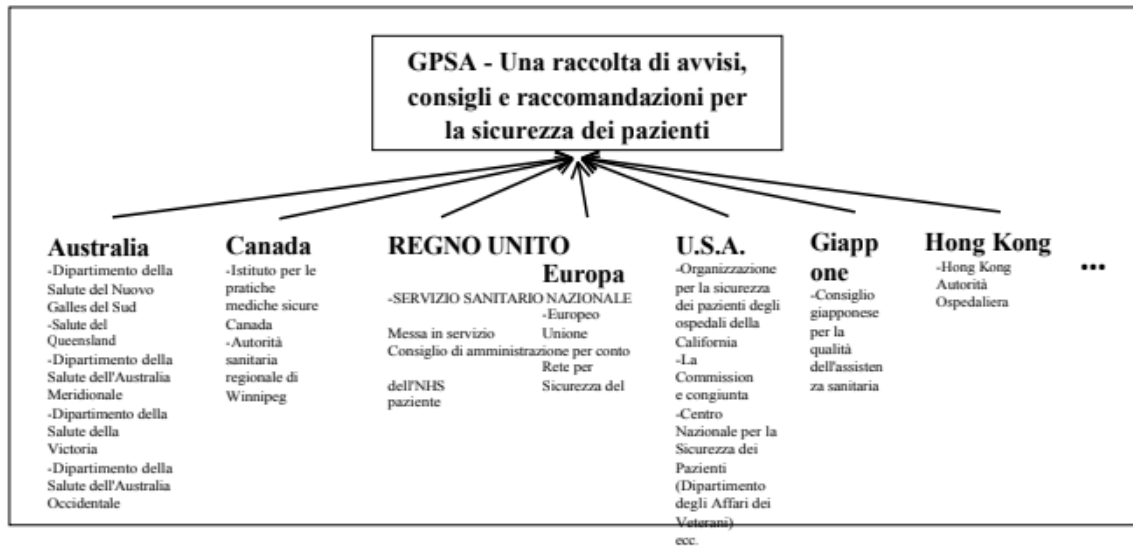 GPSA - Una raccolta di avvisi,
consigli e raccomandazioni per
la sicurezza dei pazienti
Australia
-Dipartimento della
Salute del Nuovo
Galles del Sud
-Salute del
Queensland
-Dipartimento della
Salute dell'Australia
Meridionale
-Dipartimento della
Salute della
Victoria
-Dipartimento della
Salute dell'Australia
Occidentale
Canada
-Istituto per le
pratiche
mediche sicure
Canada
-Autorità
sanitaria
regionale di
Winnipeg
REGNO UNITO
-SERVIZIO SANITARIO NAZIONALE
Messa in servizio
Consiglio di amministrazione per conto
dell'NHS
paziente
Europa
-Europeo
Unione
Rete per
Sicurezza del
U.S.A.
-Organizzazione
per la sicurezza
dei pazienti degli
ospedali della
California
-La
Commission
e congiunta
-Centro
Nazionale per la
Sicurezza dei
Pazienti
(Dipartimento
degli Affari dei
Veterani)
ecc.
Giapp
one
-Consiglio
giapponese
per la
qualità
dell'assisten
za sanitaria
Hong Kong
-Hong Kong
Autorità
Ospedaliera
...